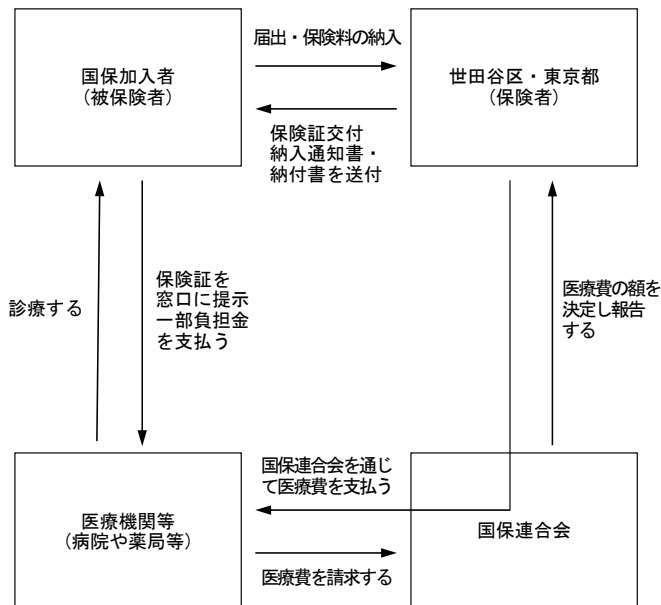 届出・保険料の納入
国保加入者
（被保険者）
世田谷区・東京都
（保険者）
保険証交付
納入通知書・
納付書を送付
診療する
保険証を
窓口に提示
一部負担金
を支払う
医療費の額を
決定し報告
する
国保連合会を通じ
て医療費を支払う
医療機関等
（病院や薬局等）
国保連合会
医療費を請求する